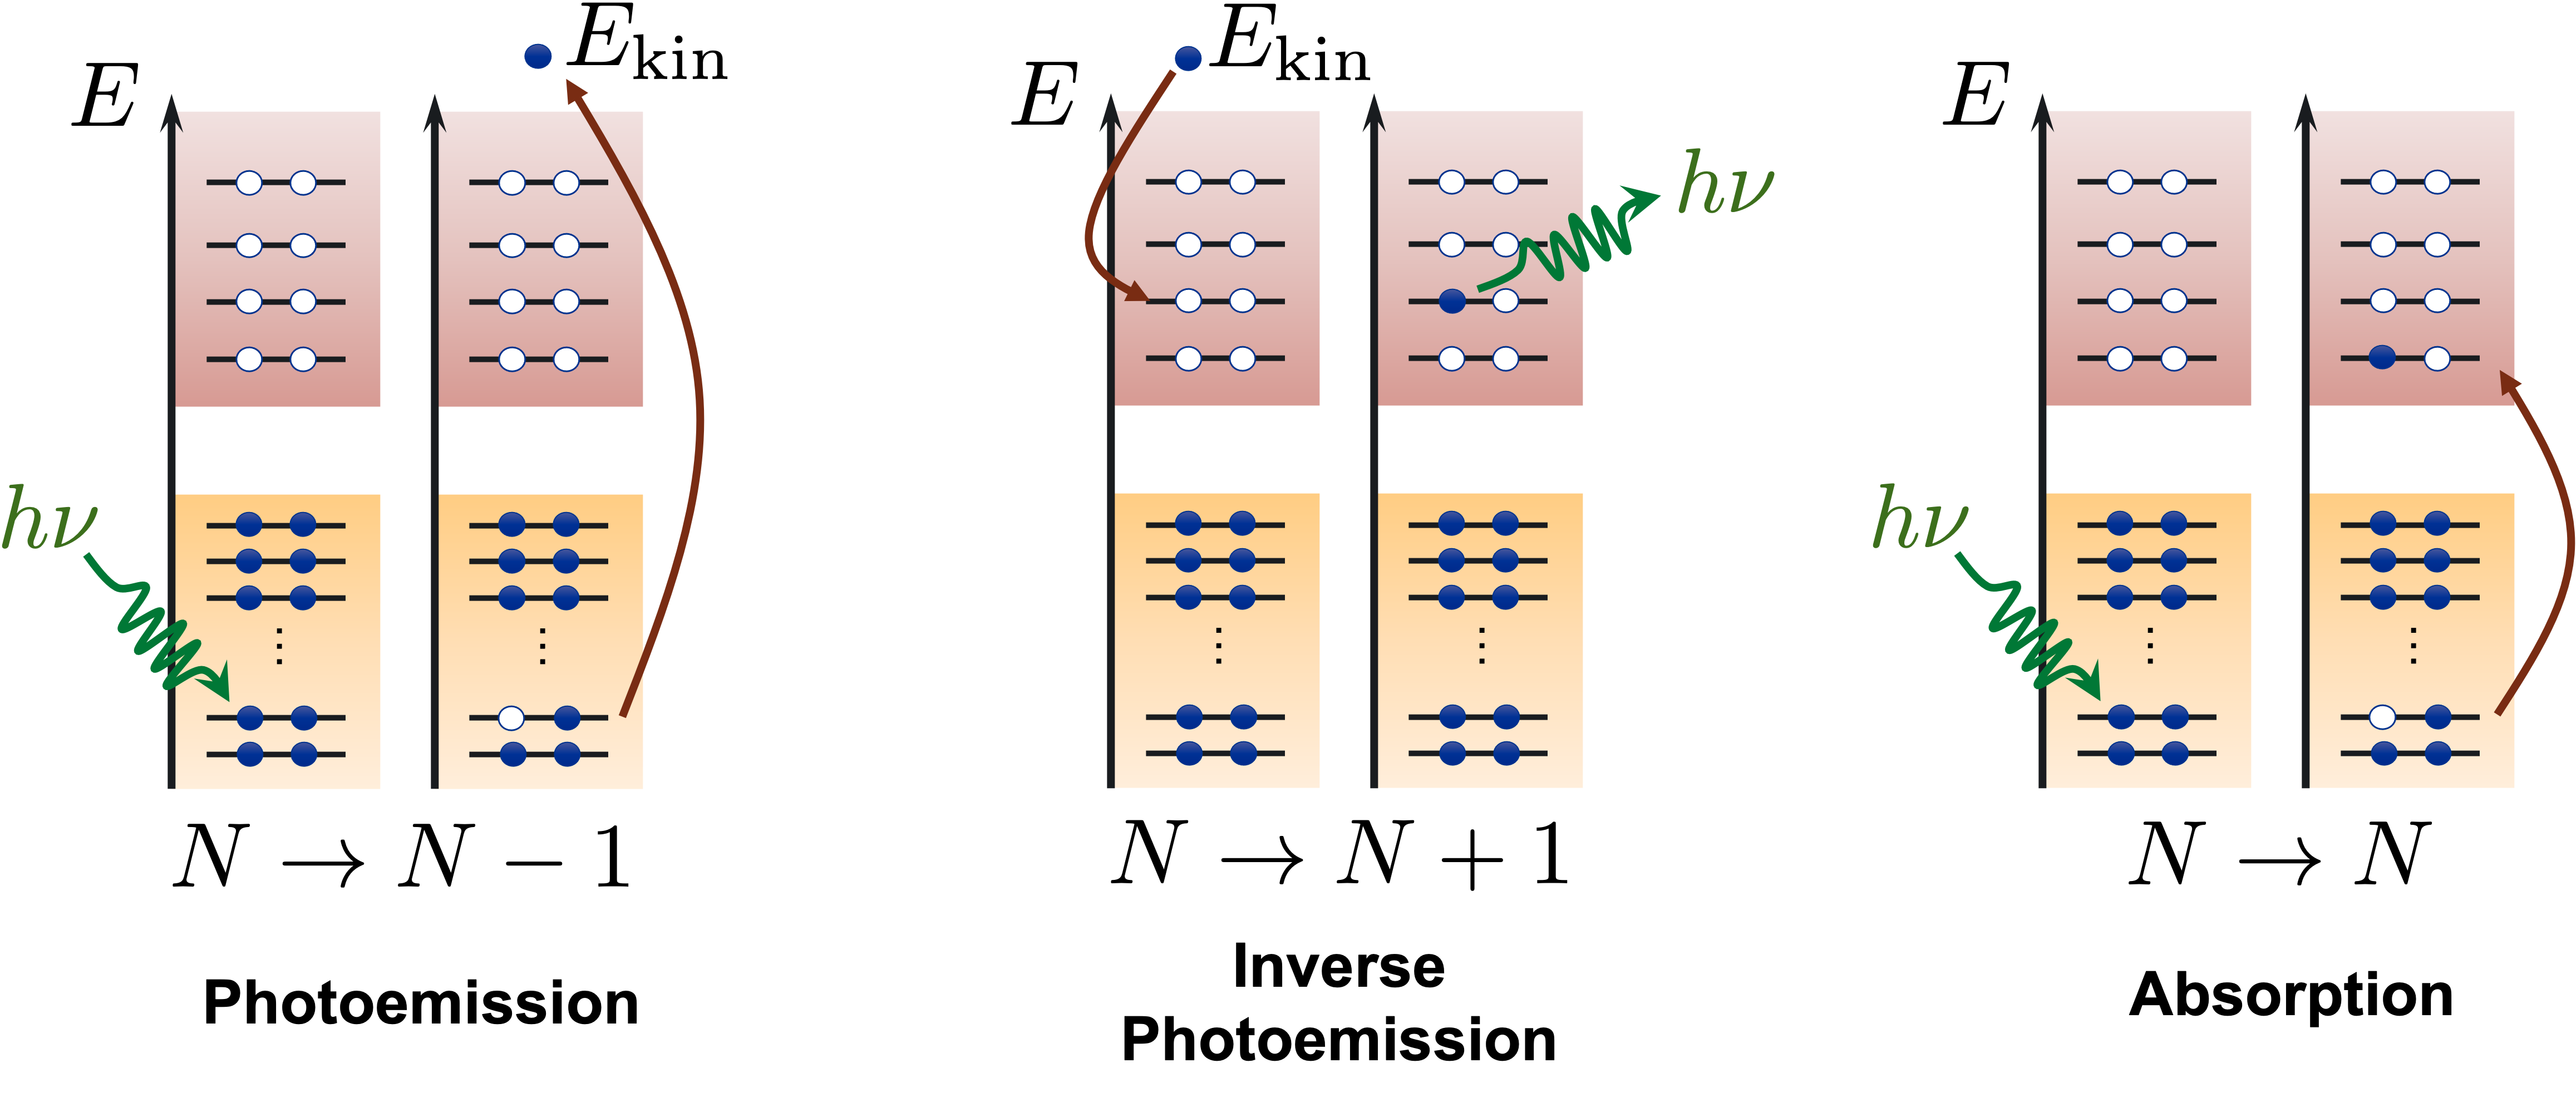 E
E_kin
hν
N → N − 1
Photoemission
E
E_kin
hν
N → N + 1
Inverse
Photoemission
E
hν
N → N
Absorption